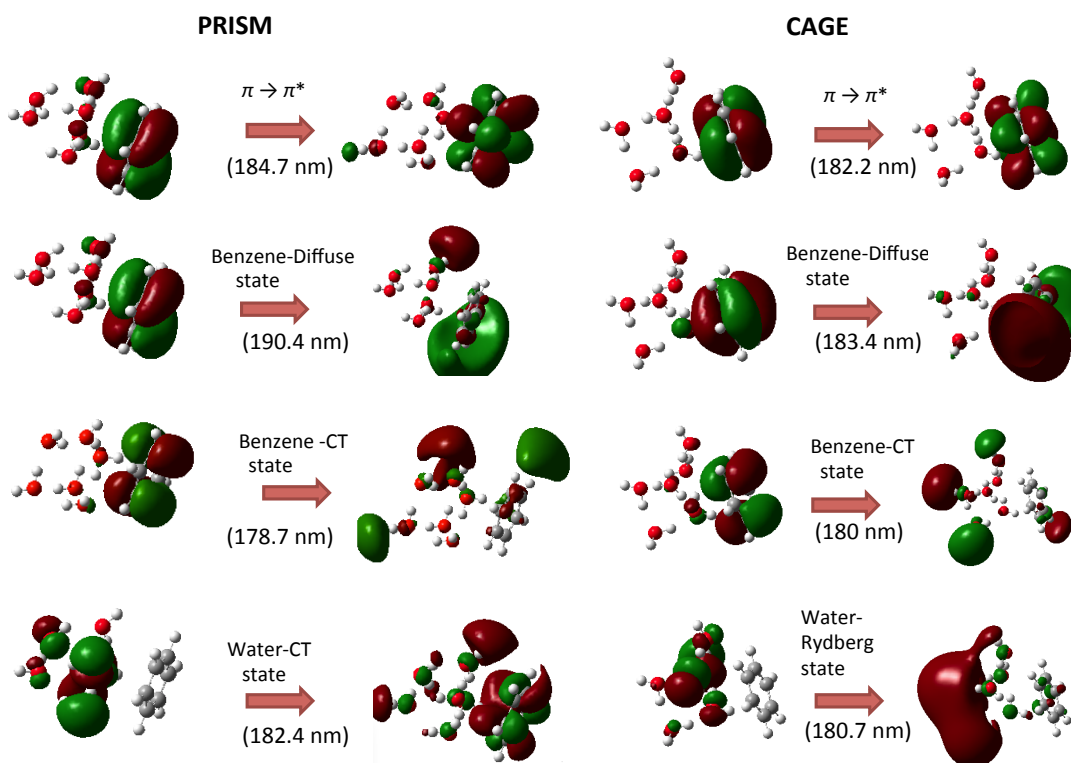 PRISM
CAGE
π → π*
(184.7 nm)
π → π*
(182.2 nm)
Benzene-Diffuse
state
(190.4 nm)
Benzene-Diffuse
state
(183.4 nm)
Benzene -CT
state
(178.7 nm)
Benzene-CT
state
(180 nm)
Water-CT
state
(182.4 nm)
Water-
Rydberg
state
(180.7 nm)